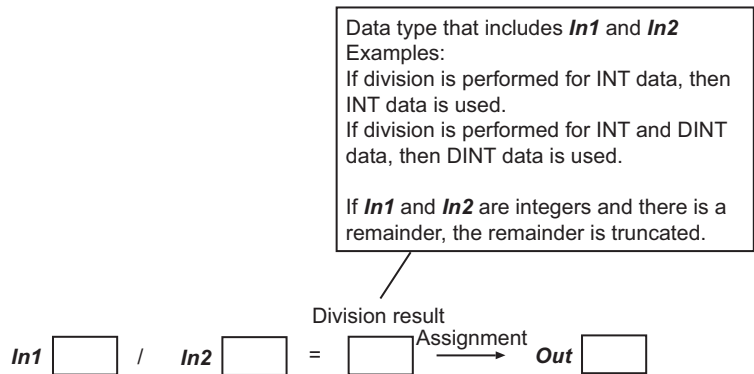 Data type that includes In1 and In2
Examples:
If division is performed for INT data, then
INT data is used.
If division is performed for INT and DINT
data, then DINT data is used.
If In1 and In2 are integers and there is a
remainder, the remainder is truncated.
Division result
In1 / In2 = Assignment Out